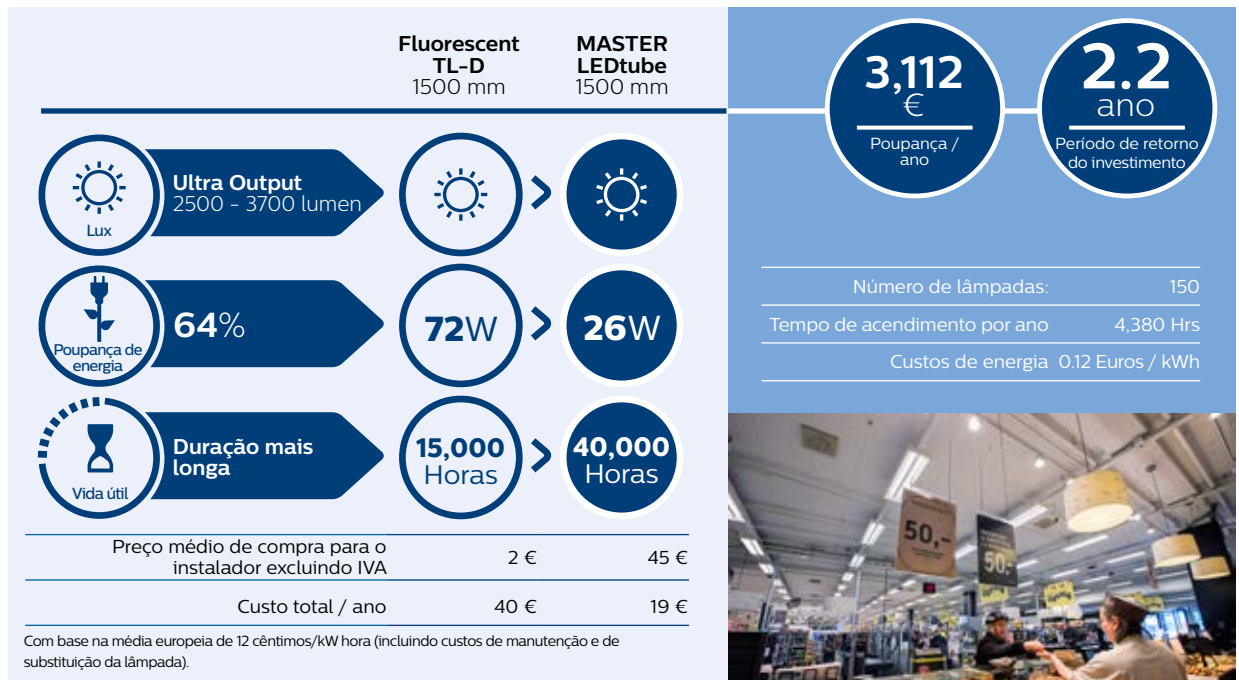 Fluorescent
TL-D
1500 mm
MASTER
LEDtube
1500 mm
Lux
Ultra Output
2500 - 3700 lumen
>
Poupança de
energia
64%
72W
>
26W
Vida útil
Duração mais
longa
15,000
Horas
>
40,000
Horas
Preço médio de compra para o
instalador excluindo IVA
2 €
45 €
Custo total / ano
40 €
19 €
Com base na média europeia de 12 cêntimos/kW hora (incluindo custos de manutenção e de
substituição da lâmpada).
3,112
€
Poupança /
ano
2.2
ano
Período de retorno
do investimento
Número de lâmpadas: 150
Tempo de acendimento por ano 4,380 Hrs
Custos de energia 0.12 Euros / kWh
50,-
50,-